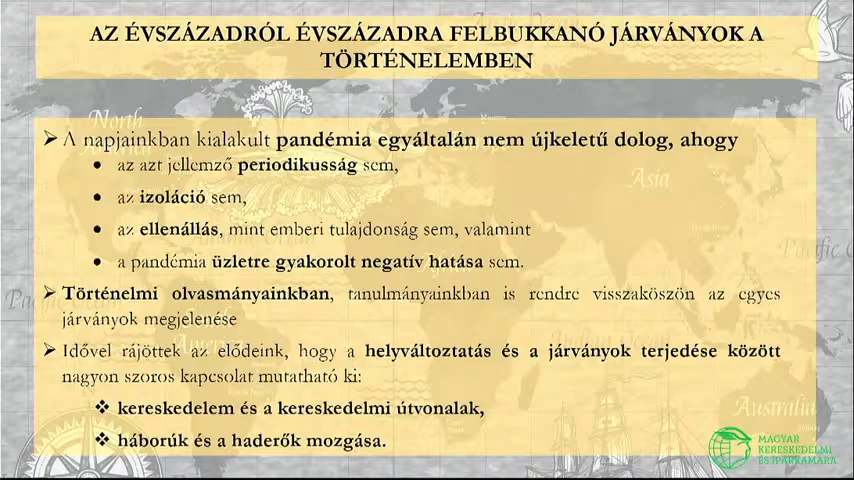 AZ ÉVSZÁZADRÓL ÉVSZÁZADRA FELBUKKANÓ JÁRVÁNYOK A
TÖRTÉNELEMBEN
A napjainkban kialakult pandémia egyáltalán nem újkeletű dolog, ahogy
az azt jellemző periodikusság sem,
az izoláció sem,
az ellenállás, mint emberi tulajdonság sem, valamint
a pandémia üzletre gyakorolt negatív hatása sem.
Történelmi olvasmányainkban, tanulmányainkban is rendre visszaköszön az egyes
járványok megjelenése
Idővel rájöttek az elődeink, hogy a helyváltoztatás és a járványok terjedése között
nagyon szoros kapcsolat mutatható ki:
kereskedelem és a kereskedelmi útvonalak,
háborúk és a haderők mozgása.
North
Asia
Pacific
Australia
MAGYAR
KERESKEDELMI
ÉS IPARKAMARA